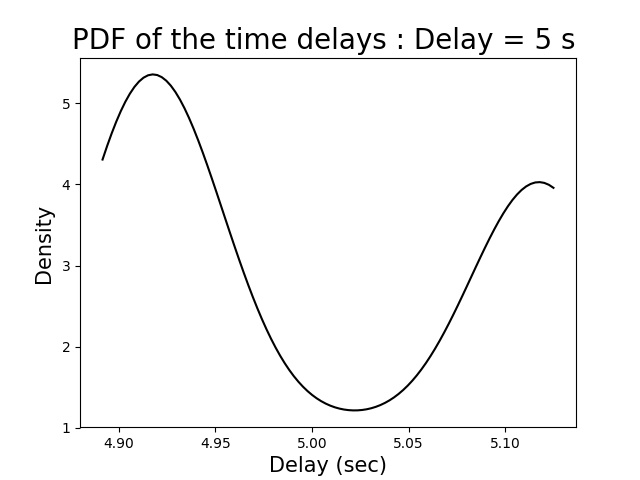 PDF of the time delays : Delay = 5 s
5
4
3
2
1
Density
4.90 4.95 5.00 5.05 5.10
Delay (sec)